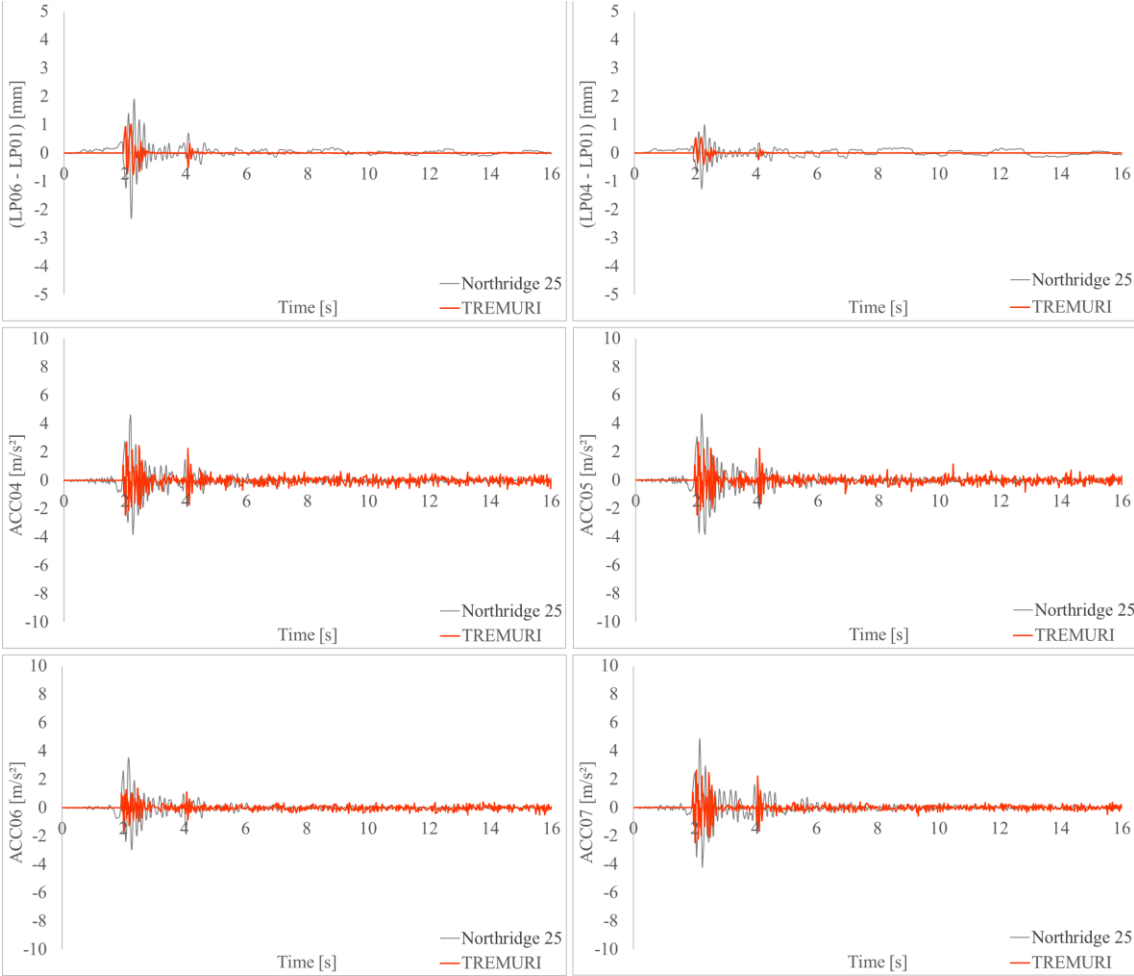 5
4
3
2
1
0
-1
-2
-3
-4
-5
(LP06 - LP01) [mm]
0 2 4 6 8 10 12 14 16
Northridge 25
TREMURI
Time [s]
5
4
3
2
1
0
-1
-2
-3
-4
-5
(LP04 - LP01) [mm]
0 2 4 6 8 10 12 14 16
Northridge 25
TREMURI
Time [s]
10
8
6
4
2
0
-2
-4
-6
-8
-10
ACC04 [m/s²]
0 2 4 6 8 10 12 14 16
Northridge 25
TREMURI
Time [s]
10
8
6
4
2
0
-2
-4
-6
-8
-10
ACC05 [m/s²]
0 2 4 6 8 10 12 14 16
Northridge 25
TREMURI
Time [s]
10
8
6
4
2
0
-2
-4
-6
-8
-10
ACC06 [m/s²]
0 2 4 6 8 10 12 14 16
Northridge 25
TREMURI
Time [s]
10
8
6
4
2
0
-2
-4
-6
-8
-10
ACC07 [m/s²]
0 2 4 6 8 10 12 14 16
Northridge 25
TREMURI
Time [s]